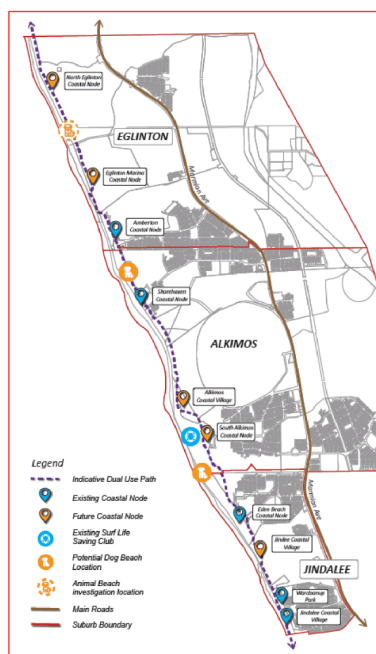 North Eglinton
Coastal Node
EGLINTON
Marmion Ave
Eglinton Marina
Coastal Node
Amberton
Coastal Node
Shorehaven
Coastal Node
ALKIMOS
Alkimos
Coastal Village
South Alkimos
Coastal Node
Legend
Indicative Dual Use Path
Existing Coastal Node
Future Coastal Node
Existing Surf Life
Saving Club
Potential Dog Beach
Location
Animal Beach
investigation location
Main Roads
Suburb Boundary
Eden Beach
Coastal Node
Marmion Ave
Jindee Coastal
Village
JINDALEE
Wardarnup
Park
Jindalee Coastal
Village